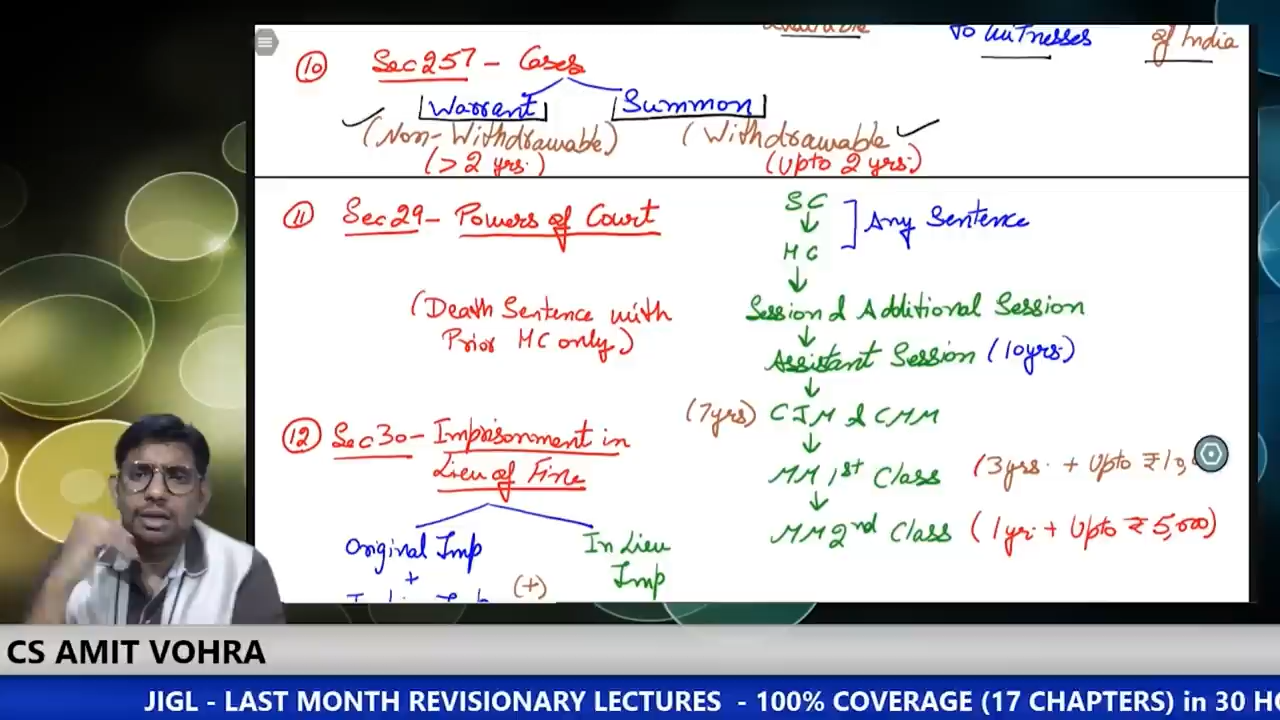 To Witnesses
of India
⑩ Sec 257 - Cases
Warrant Summon
(Non-Withdrawable) (Withdrawable
(> 2 yrs.) (Upto 2 yrs.)
⑪ Sec 29 - Powers of Court
SC
HC
Any Sentence
(Death Sentence with
Prior HC only)
Session & Additional Session
Assistant Session (10yrs.)
(7yrs) CJM & CMM
MM 1st Class (3yrs. + Upto ₹10,
MM 2nd Class (1yr. + Upto ₹5,000)
⑫ Sec 30 - Imprisonment in
Lieu of Fine
Original Imp
+
In Lieu
Imp
(+)
CS AMIT VOHRA
JIGL - LAST MONTH REVISIONARY LECTURES - 100% COVERAGE (17 CHAPTERS) in 30 H